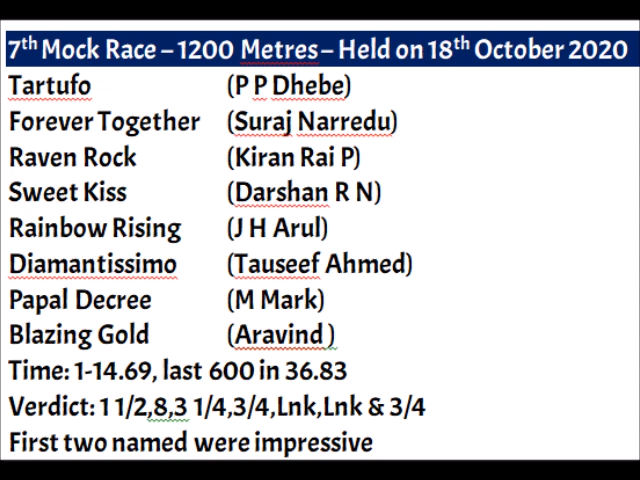 7th Mock Race – 1200 Metres – Held on 18th October 2020
Tartufo (P P Dhebe)
Forever Together (Suraj Narredu)
Raven Rock (Kiran Rai P)
Sweet Kiss (Darshan R N)
Rainbow Rising (J H Arul)
Diamantissimo (Tauseef Ahmed)
Papal Decree (M Mark)
Blazing Gold (Aravind )
Time: 1-14.69, last 600 in 36.83
Verdict: 1 1/2,8,3 1/4,3/4,Lnk,Lnk & 3/4
First two named were impressive